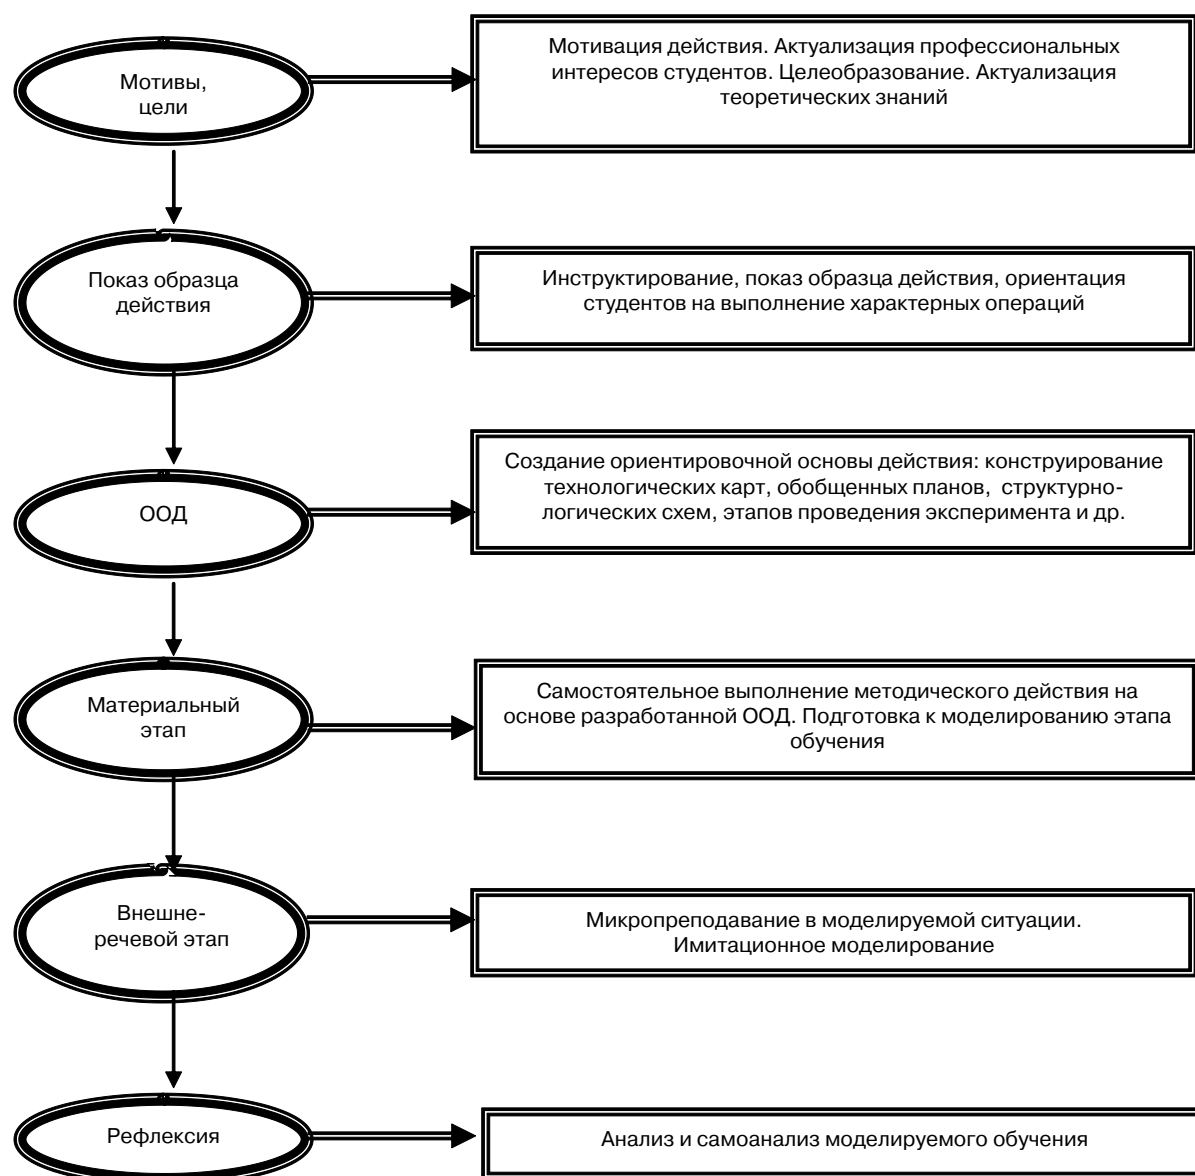 Мотивы,
цели
Мотивация действия. Актуализация профессиональных
интересов студентов. Целеобразование. Актуализация
теоретических знаний
Показ образца
действия
Инструктирование, показ образца действия, ориентация
студентов на выполнение характерных операций
ООД
Создание ориентировочной основы действия: конструирование
технологических карт, обобщенных планов, структурно-
логических схем, этапов проведения эксперимента и др.
Материальный
этап
Самостоятельное выполнение методического действия на
основе разработанной ООД. Подготовка к моделированию этапа
обучения
Внешне-
речевой этап
Микропреподавание в моделируемой ситуации.
Имитационное моделирование
Рефлексия
Анализ и самоанализ моделируемого обучения